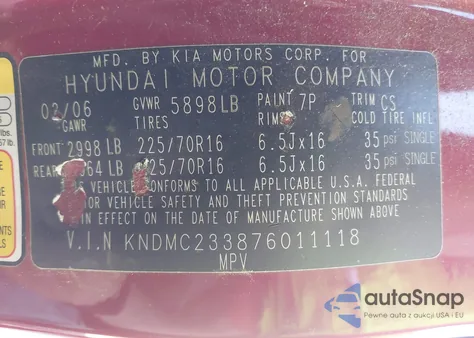 MFD. BY KIA MOTORS CORP. FOR
HYUNDAI MOTOR COMPANY
02/06 GVWR 5898LB PAINT 7P TRIM CS
GAWR TIRES RIMS COLD TIRE INFL
FRONT 2998 LB 225/70R16 6.5Jx16 35 psi SINGLE
REAR 64 LB 25/70R16 6.5Jx16 35 psi SINGLE
IS VEHICLE CONFORMS TO ALL APPLICABLE U.S.A. FEDERAL
OR VEHICLE SAFETY AND THEFT PREVENTION STANDARDS
IN EFFECT ON THE DATE OF MANUFACTURE SHOWN ABOVE.
V.I.N KNDMC233876011118
MPV
autoSnap
Pewne auta z USA i EU